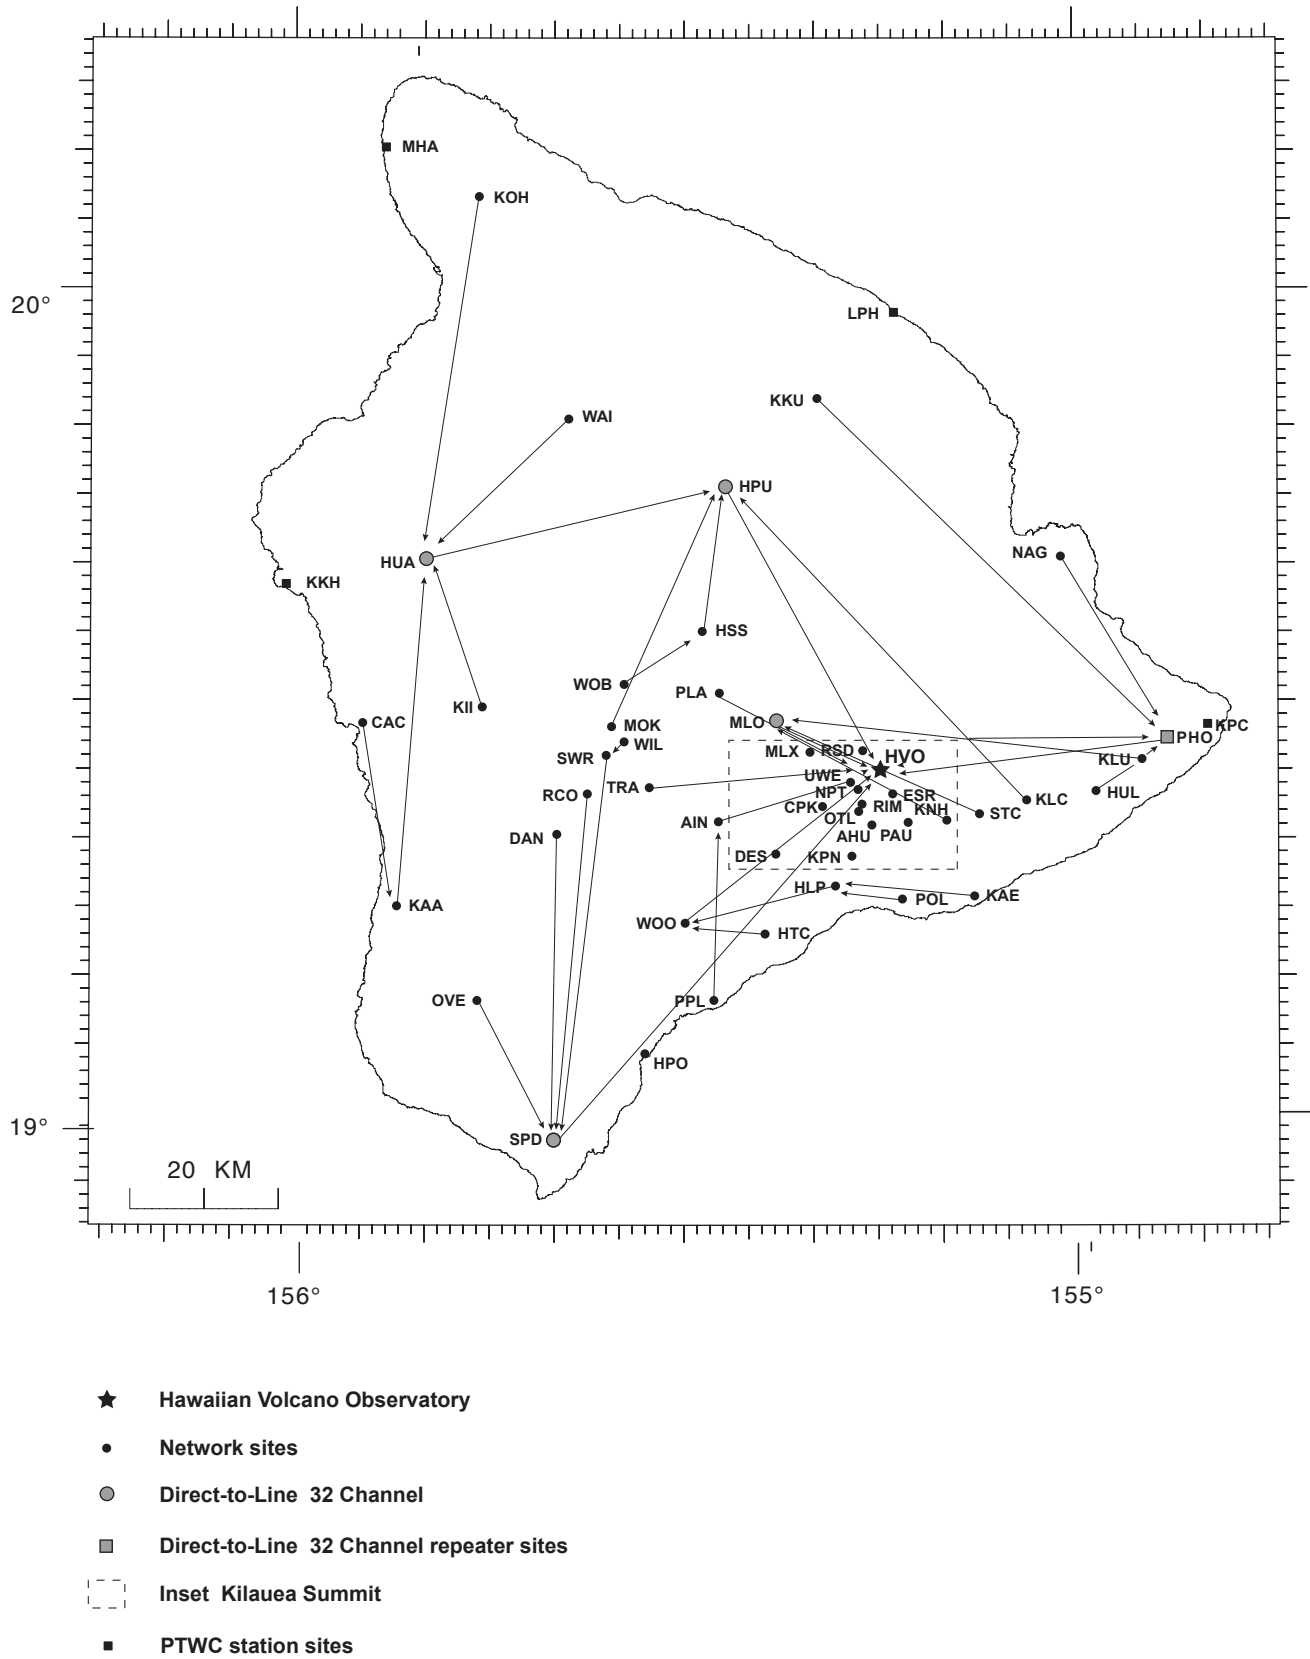 MHA
KOH
20°
LPH
WAI
KKU
HPU
NAG
HUA
KKH
HSS
WOB
PLA
KII
CAC
MOK
MLO
KPC
PHO
WIL
SWR
MLX
RSD
HVO
KLU
UWE
TRA
RCO
NPT
ESR
HUL
KLC
CPK
RIM
KNH
STC
OTL
AIN
DAN
AHU
PAU
DES
KPN
HLP
KAE
POL
KAA
WOO
HTC
OVE
PPL
HPO
19°
SPD
20 KM
156°
155°
Hawaiian Volcano Observatory
Network sites
Direct-to-Line 32 Channel
Direct-to-Line 32 Channel repeater sites
Inset Kilauea Summit
PTWC station sites